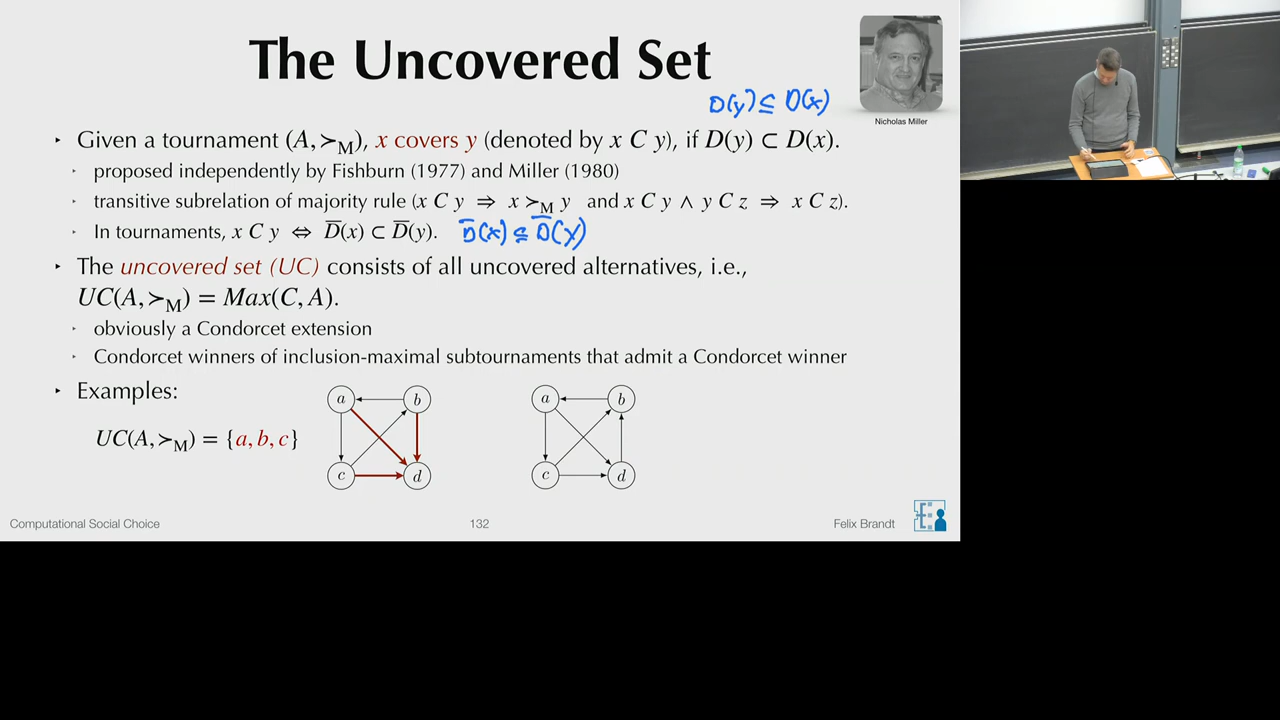 The Uncovered Set
D(y) ⊆ D(x)
Nicholas Miller
‣ Given a tournament (A, ≻M), x covers y (denoted by x C y), if D(y) ⊂ D(x).
‣ proposed independently by Fishburn (1977) and Miller (1980)
‣ transitive subrelation of majority rule (x C y ⇒ x ≻M y and x C y ∧ y C z ⇒ x C z).
‣ In tournaments, x C y ⇔ D̅(x) ⊂ D̅(y). D̅(x) ⊆ D̅(y)
‣ The uncovered set (UC) consists of all uncovered alternatives, i.e.,
UC(A, ≻M) = Max(C, A).
‣ obviously a Condorcet extension
‣ Condorcet winners of inclusion-maximal subtournaments that admit a Condorcet winner
‣ Examples:
a b a b
UC(A, ≻M) = {a, b, c}
c d c d
Computational Social Choice 132 Felix Brandt